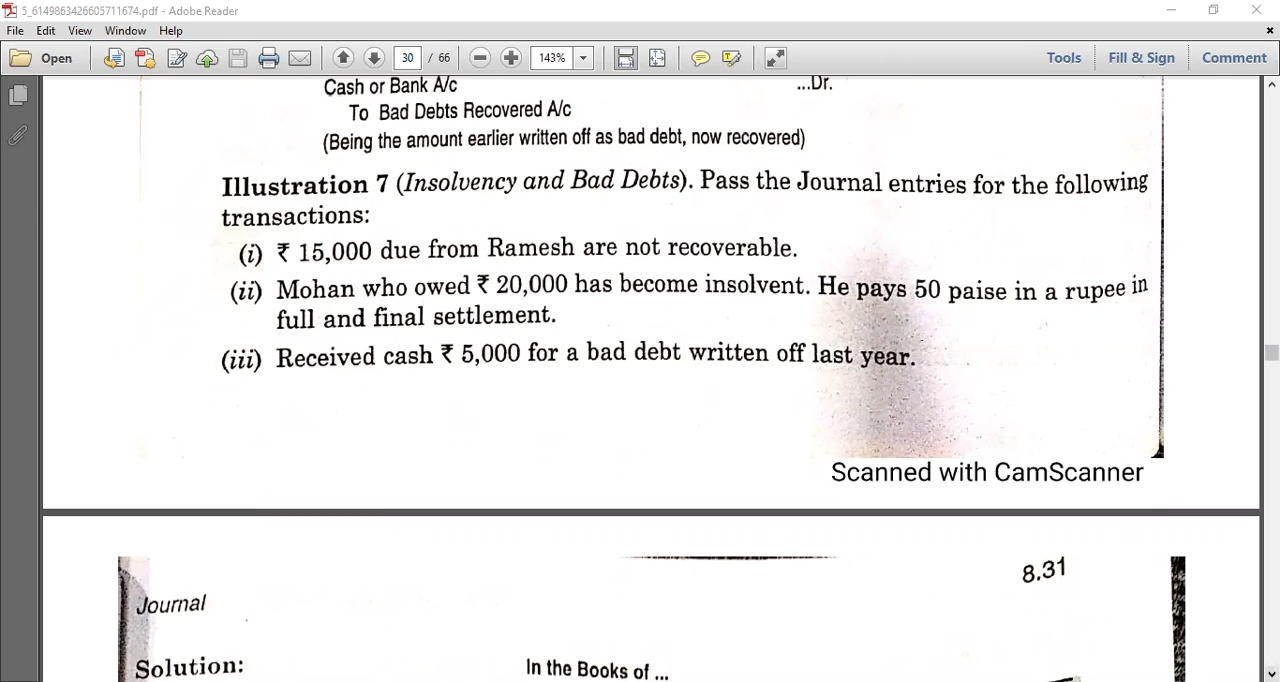 5_6149863426605711674.pdf - Adobe Reader
File Edit View Window Help
Open 30 / 66 143% Tools Fill & Sign Comment
Cash or Bank A/c ...Dr.
To Bad Debts Recovered A/c
(Being the amount earlier written off as bad debt, now recovered)
Illustration 7 (Insolvency and Bad Debts). Pass the Journal entries for the following
transactions:
(i) ₹ 15,000 due from Ramesh are not recoverable.
(ii) Mohan who owed ₹ 20,000 has become insolvent. He pays 50 paise in a rupee in
full and final settlement.
(iii) Received cash ₹ 5,000 for a bad debt written off last year.
Scanned with CamScanner
8.31
Journal
Solution: In the Books of ...